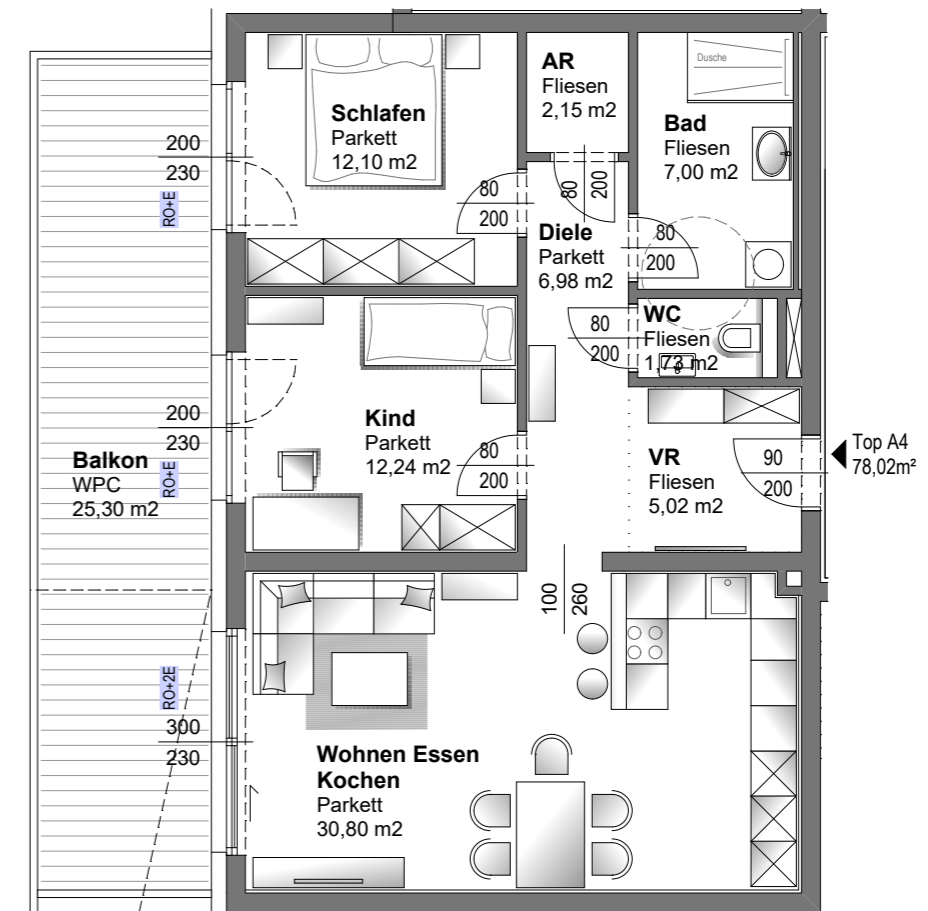 AR
Fliesen
2,15 m2
Dusche
Schlafen
Parkett
12,10 m2
Bad
Fliesen
7,00 m2
200
230
RO+E
80
200
80
200
Diele
Parkett
6,98 m2
80
200
WC
Fliesen
1,73 m2
80
200
Kind
Parkett
12,24 m2
200
230
RO+E
80
200
Balkon
WPC
25,30 m2
VR
Fliesen
5,02 m2
90
200
Top A4
78,02m²
100
260
RO+2E
300
230
Wohnen Essen
Kochen
Parkett
30,80 m2